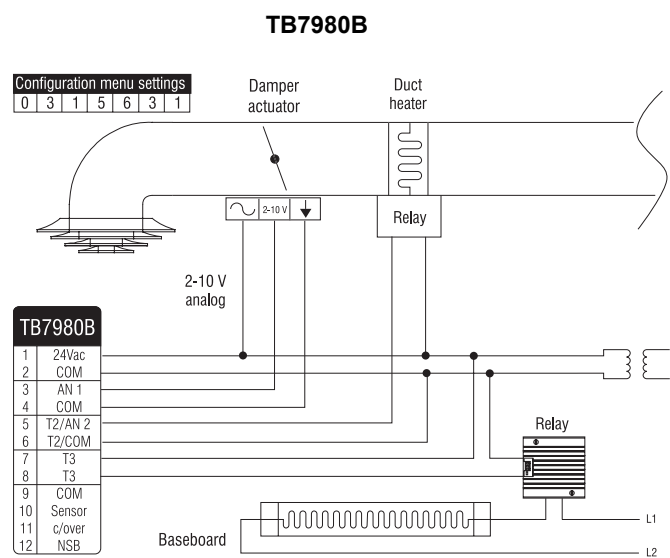 TB7980B
Configuration menu settings
0 3 1 5 6 3 1
Damper
actuator
Duct
heater
2-10 V
Relay
2-10 V
analog
TB7980B
1 24Vac
2 COM
3 AN 1
4 COM
5 T2/AN 2
6 T2/COM
7 T3
8 T3
9 COM
10 Sensor
11 c/over
12 NSB
Relay
Baseboard
L1
L2